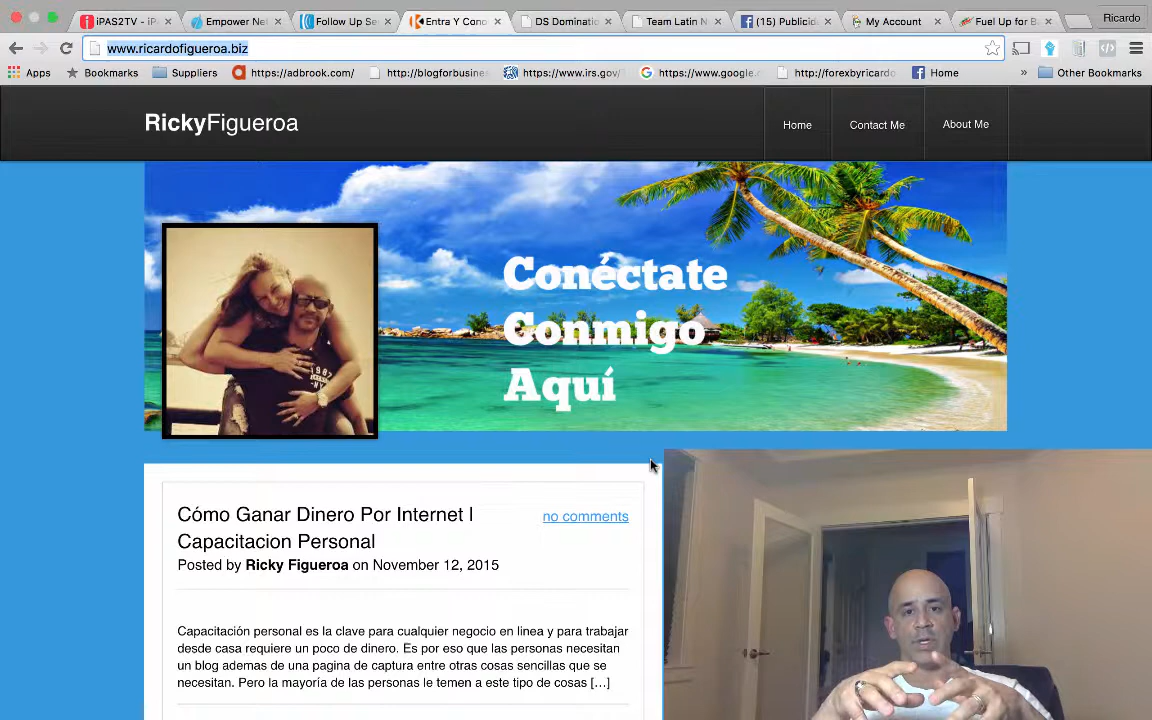 iPAS2TV - iPA
Empower Net
Follow Up Se
Entra Y Cono
DS Dominatio
Team Latin N
(15) Publicid
My Account
Fuel Up for Ba
Ricardo
www.ricardofigueroa.biz
Apps
Bookmarks
Suppliers
https://adbrook.com/
http://blogforbusine
https://www.irs.gov/
https://www.google.
http://forexbyricardo
Home
»
Other Bookmarks
RickyFigueroa
Home
Contact Me
About Me
Conéctate
Conmigo
Aquí
Cómo Ganar Dinero Por Internet |
Capacitacion Personal
no comments
Posted by Ricky Figueroa on November 12, 2015
Capacitación personal es la clave para cualquier negocio en linea y para trabajar
desde casa requiere un poco de dinero. Es por eso que las personas necesitan
un blog ademas de una pagina de captura entre otras cosas sencillas que se
necesitan. Pero la mayoría de las personas le temen a este tipo de cosas [...]